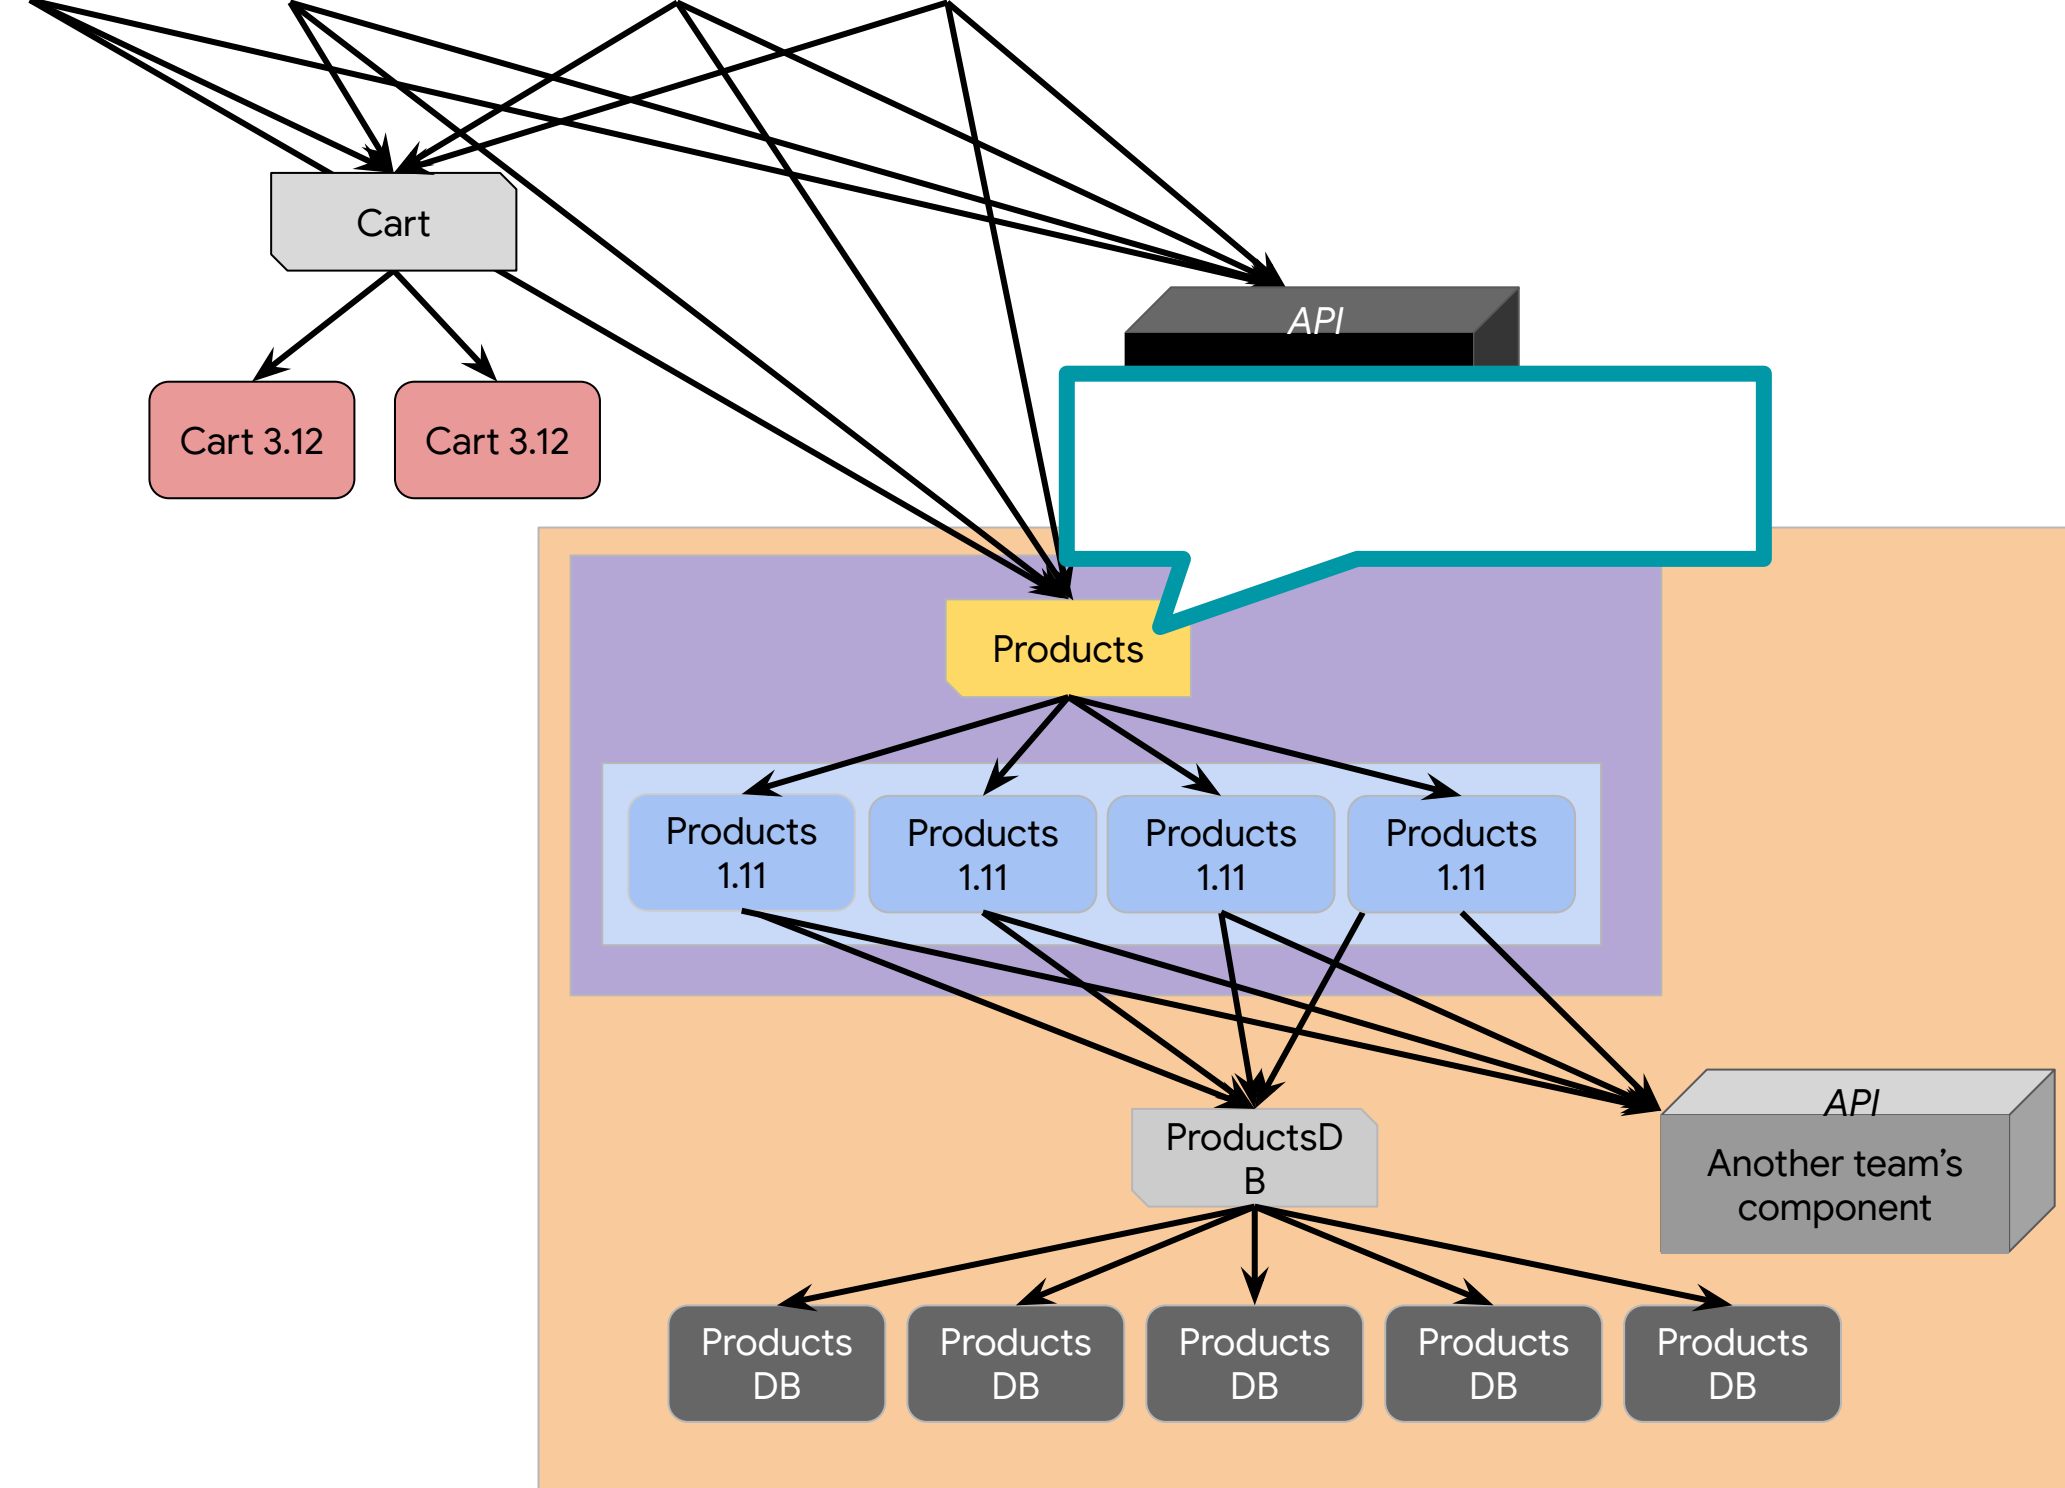 Cart
API
Cart 3.12
Cart 3.12
Products
Products
1.11
Products
1.11
Products
1.11
Products
1.11
API
ProductsD
B
Another team’s
component
Products
DB
Products
DB
Products
DB
Products
DB
Products
DB